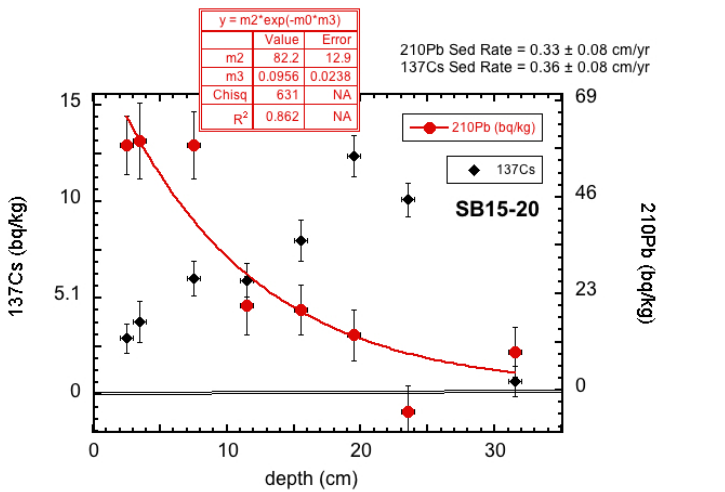 y = m2*exp(-m0*m3)
Value Error
m2 82.2 12.9
m3 0.0956 0.0238
Chisq 631 NA
R2 0.862 NA
210Pb Sed Rate = 0.33 ± 0.08 cm/yr
137Cs Sed Rate = 0.36 ± 0.08 cm/yr
210Pb (bq/kg)
137Cs
SB15-20
15
10
5.1
0
137Cs (bq/kg)
69
46
23
0
210Pb (bq/kg)
0 10 20 30
depth (cm)